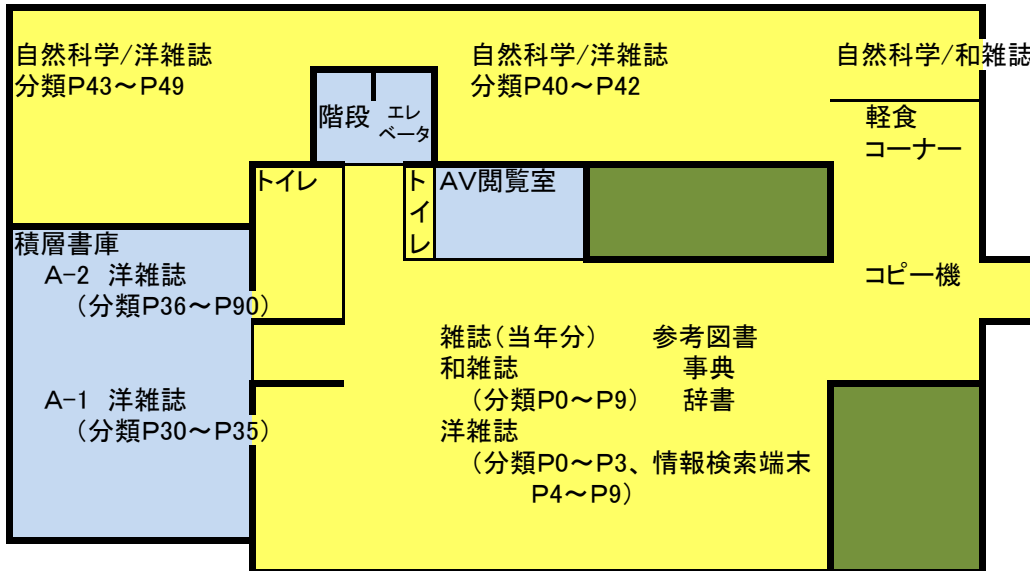 自然科学/洋雑誌
分類P43～P49
自然科学/洋雑誌
分類P40～P42
自然科学/和雑誌
階段
エレ
ベータ
軽食
コーナー
トイレ
トイレ
AV閲覧室
積層書庫
A-2 洋雑誌
（分類P36～P90）
コピー機
A-1 洋雑誌
（分類P30～P35）
雑誌（当年分）
和雑誌
（分類P0～P9）
洋雑誌
（分類P0～P3、
P4～P9）
参考図書
事典
辞書
情報検索端末